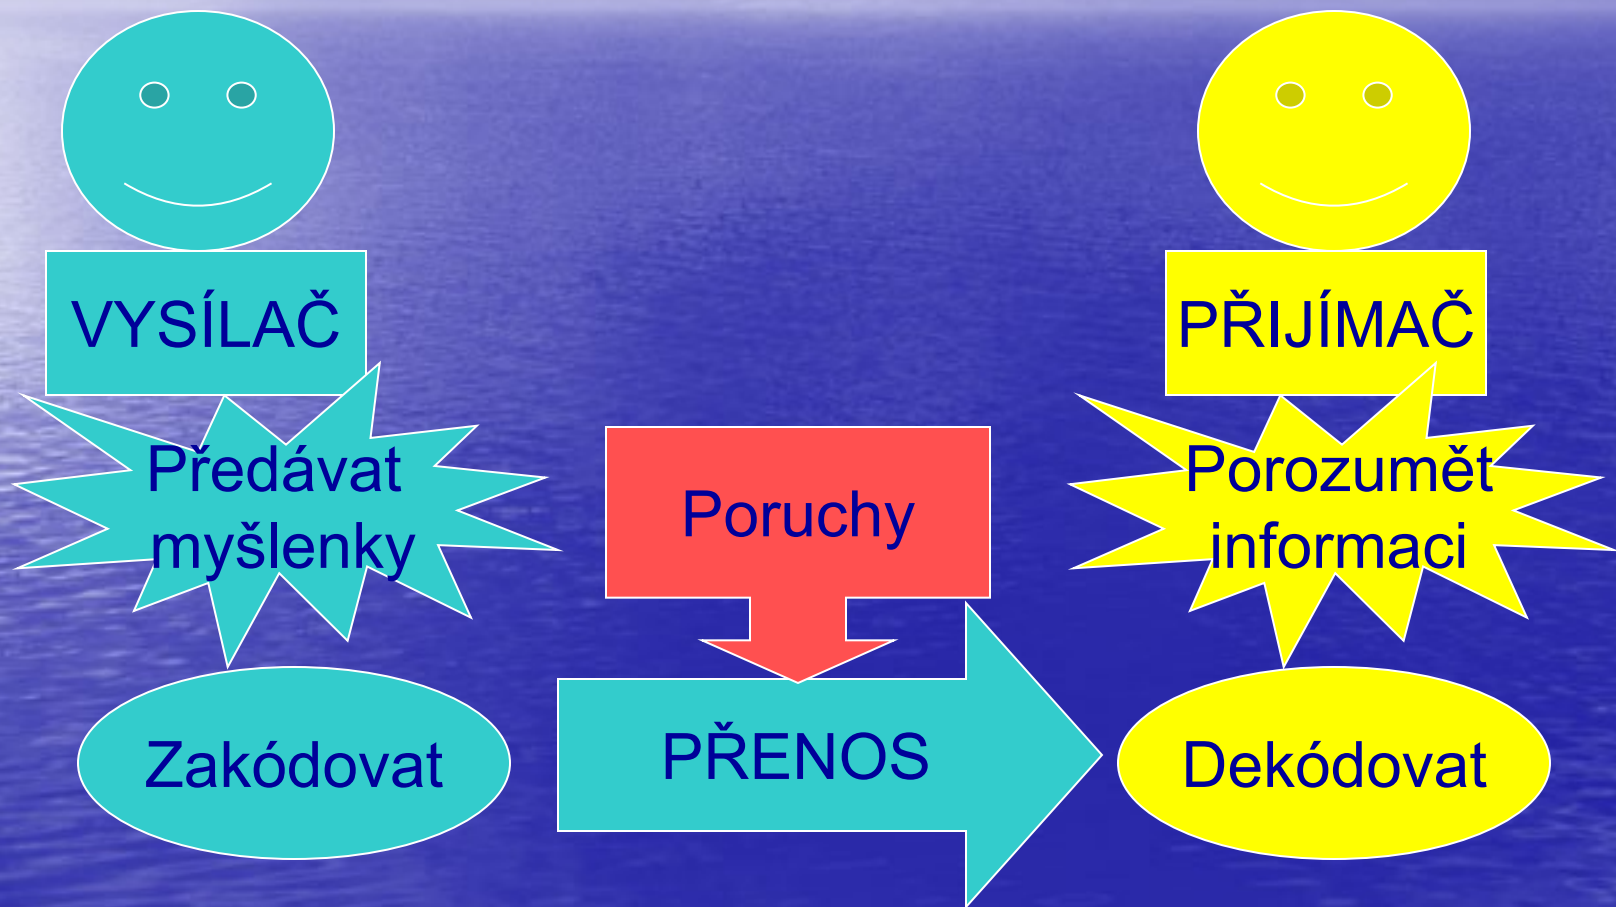 VYSÍLAČ
PŘIJÍMAČ
Předávat
myšlenky
Poruchy
Porozumět
informaci
Zakódovat
PŘENOS
Dekódovat